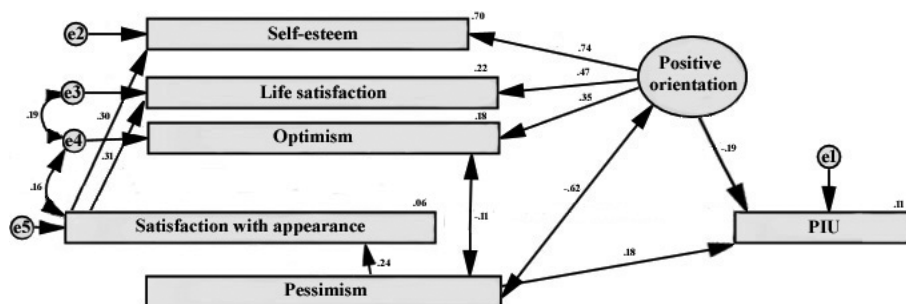 .70
e2
Self-esteem
.74
Positive
orientation
.22
e3
Life satisfaction
.47
.19
.30
.18
.35
e4
Optimism
.31
-.19
e1
.16
-.62
-.11
.06
.11
e5
Satisfaction with appearance
PIU
.24
.18
Pessimism